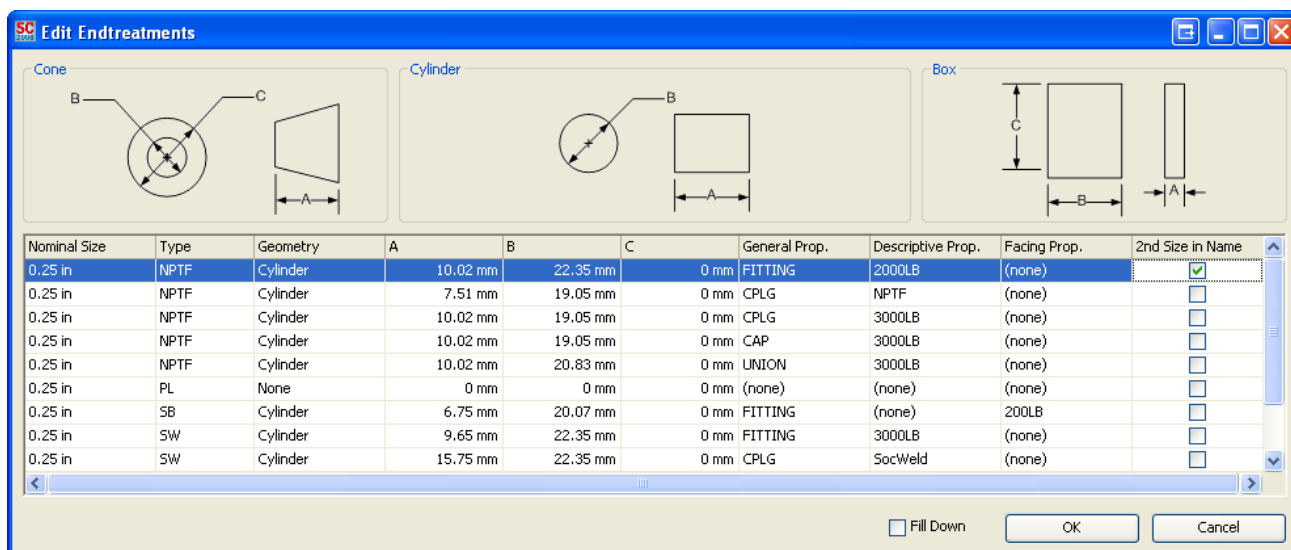 SC 2008 Edit Endtreatments
Cone
Cylinder
Box
B
C
A
B
A
C
B
A
Nominal Size Type Geometry A B C General Prop. Descriptive Prop. Facing Prop. 2nd Size in Name
0.25 in NPTF Cylinder 10.02 mm 22.35 mm 0 mm FITTING 2000LB (none)
0.25 in NPTF Cylinder 7.51 mm 19.05 mm 0 mm CPLG NPTF (none)
0.25 in NPTF Cylinder 10.02 mm 19.05 mm 0 mm CPLG 3000LB (none)
0.25 in NPTF Cylinder 10.02 mm 19.05 mm 0 mm CAP 3000LB (none)
0.25 in NPTF Cylinder 10.02 mm 20.83 mm 0 mm UNION 3000LB (none)
0.25 in PL None 0 mm 0 mm 0 mm (none) (none) (none)
0.25 in SB Cylinder 6.75 mm 20.07 mm 0 mm FITTING (none) 200LB
0.25 in SW Cylinder 9.65 mm 22.35 mm 0 mm FITTING 3000LB (none)
0.25 in SW Cylinder 15.75 mm 22.35 mm 0 mm CPLG SocWeld (none)
Fill Down OK Cancel